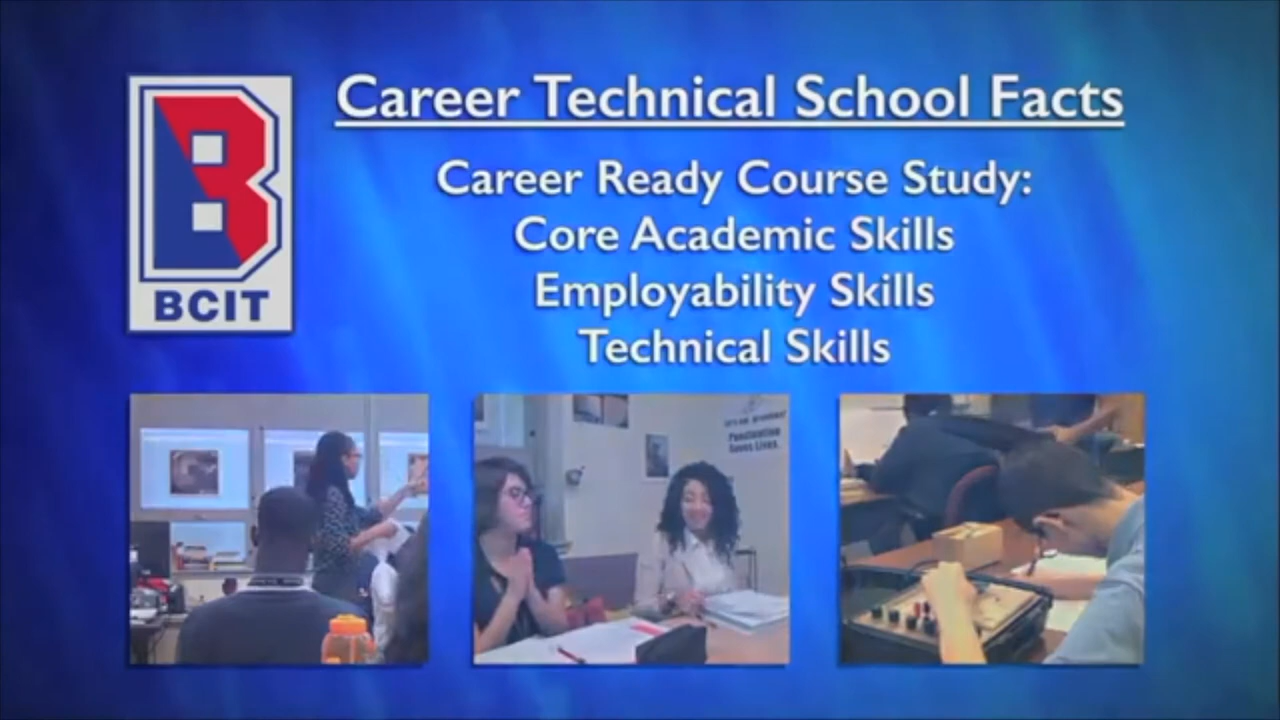 Career Technical School Facts
Career Ready Course Study:
Core Academic Skills
Employability Skills
Technical Skills
B
BCIT
Punctuation
Saves Lives.